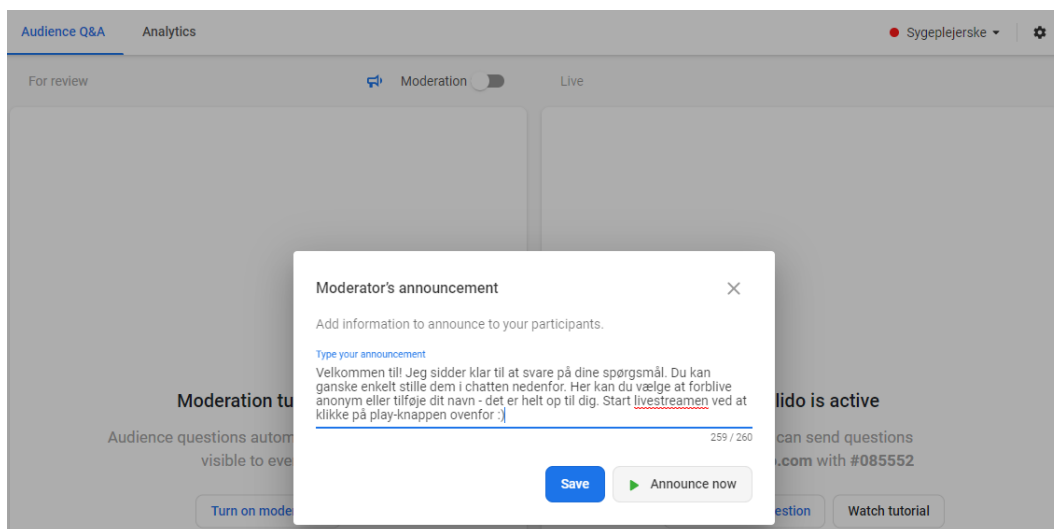 Audience Q&A Analytics Sygeplejerske
For review Moderation Live
Moderator's announcement
Add information to announce to your participants.
Type your announcement
Velkommen til! Jeg sidder klar til at svare på dine spørgsmål. Du kan
ganske enkelt stille dem i chatten nedenfor. Her kan du vælge at forblive
anonym eller tilføje dit navn - det er helt op til dig. Start livestreamen ved at
klikke på play-knappen ovenfor :)
259 / 260
Save Announce now
Moderation tu
Audience questions autom
visible to eve
Turn on mode
lido is active
can send questions
.com with #085552
estion Watch tutorial